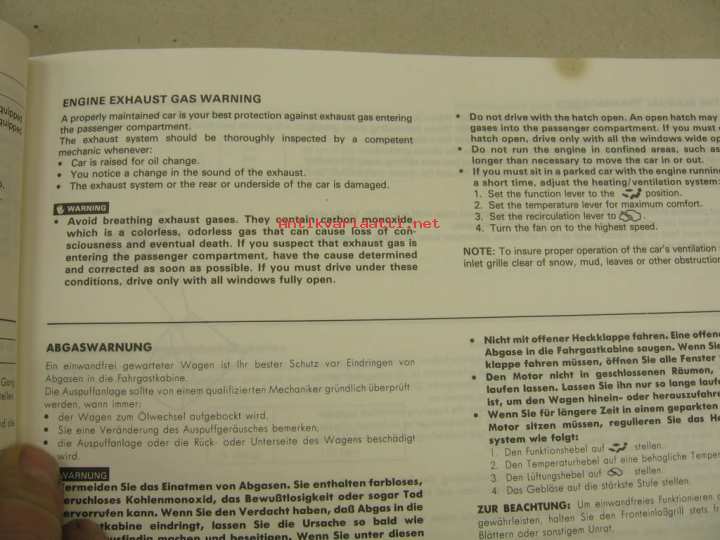 quipped
quipped
ENGINE EXHAUST GAS WARNING
A properly maintained car is your best protection against exhaust gas entering
the passenger compartment.
The exhaust system should be thoroughly inspected by a competent
mechanic whenever:
• Car is raised for oil change.
• You notice a change in the sound of the exhaust.
• The exhaust system or the rear or underside of the car is damaged.
WARNING
• Avoid breathing exhaust gases. They contain carbon monoxide,
which is a colorless, odorless gas that can cause loss of con-
sciousness and eventual death. If you suspect that exhaust gas is
entering the passenger compartment, have the cause determined
and corrected as soon as possible. If you must drive under these
conditions, drive only with all windows fully open.
• Do not drive with the hatch open. An open hatch may
gases into the passenger compartment. If you must
hatch open, drive only with all the windows wide op
• Do not run the engine in confined areas, such as
longer than necessary to move the car in or out.
• If you must sit in a parked car with the engine running
a short time, adjust the heating/ventilation system:
1. Set the function lever to the position.
2. Set the temperature lever for maximum comfort.
3. Set the recirculation lever to .
4. Turn the fan on to the highest speed.
NOTE: To insure proper operation of the car's ventilation
inlet grille clear of snow, mud, leaves or other obstruction
Antikvariaatti.net
ABGASWARNUNG
Ein einwandfrei gewarteter Wagen ist Ihr bester Schutz vor Eindringen von
Abgasen in die Fahrgastkabine.
Die Auspuffanlage sollte von einem qualifizierten Mechaniker gründlich überprüft
werden, wann immer:
• der Wagen zum Ölwechsel aufgebockt wird,
• Sie eine Veränderung des Auspuffgeräusches bemerken,
• die Auspuffanlage oder die Rück- oder Unterseite des Wagens beschädigt
wird.
WARNUNG
Vermeiden Sie das Einatmen von Abgasen. Sie enthalten farbloses,
geruchloses Kohlenmonoxid, das Bewußtlosigkeit oder sogar Tod
hervorrufen kann. Wenn Sie den Verdacht haben, daß Abgas in die
stkabine eindringt, lassen Sie die Ursache so bald wie
ausfindig machen und beseitigen. Wenn Sie unter diesen
• Nicht mit offener Heckklappe fahren. Eine offene
Abgase in die Fahrgastkabine saugen. Wenn Sie
klappe fahren müssen, öffnen Sie alle Fenster
• Den Motor nicht in geschlossenen Räumen,
laufen lassen. Lassen Sie ihn nur so lange laufe
ist, um den Wagen hinein- oder herauszufahre
• Wenn Sie für längere Zeit in einem geparkten
Motor sitzen müssen, regulieren Sie das He
system wie folgt:
1. Den Funktionshebel auf stellen.
2. Den Temperaturhebel auf eine behagliche Temper
3. Den Lüftungshebel auf stellen.
4. Das Gebläse auf die stärkste Stufe stellen.
ZUR BEACHTUNG: Um einwandfreies Funktionieren
gewährleisten, halten Sie den Fronteinlaßgrill stets fr
Blättern oder sonstigem Unrat.